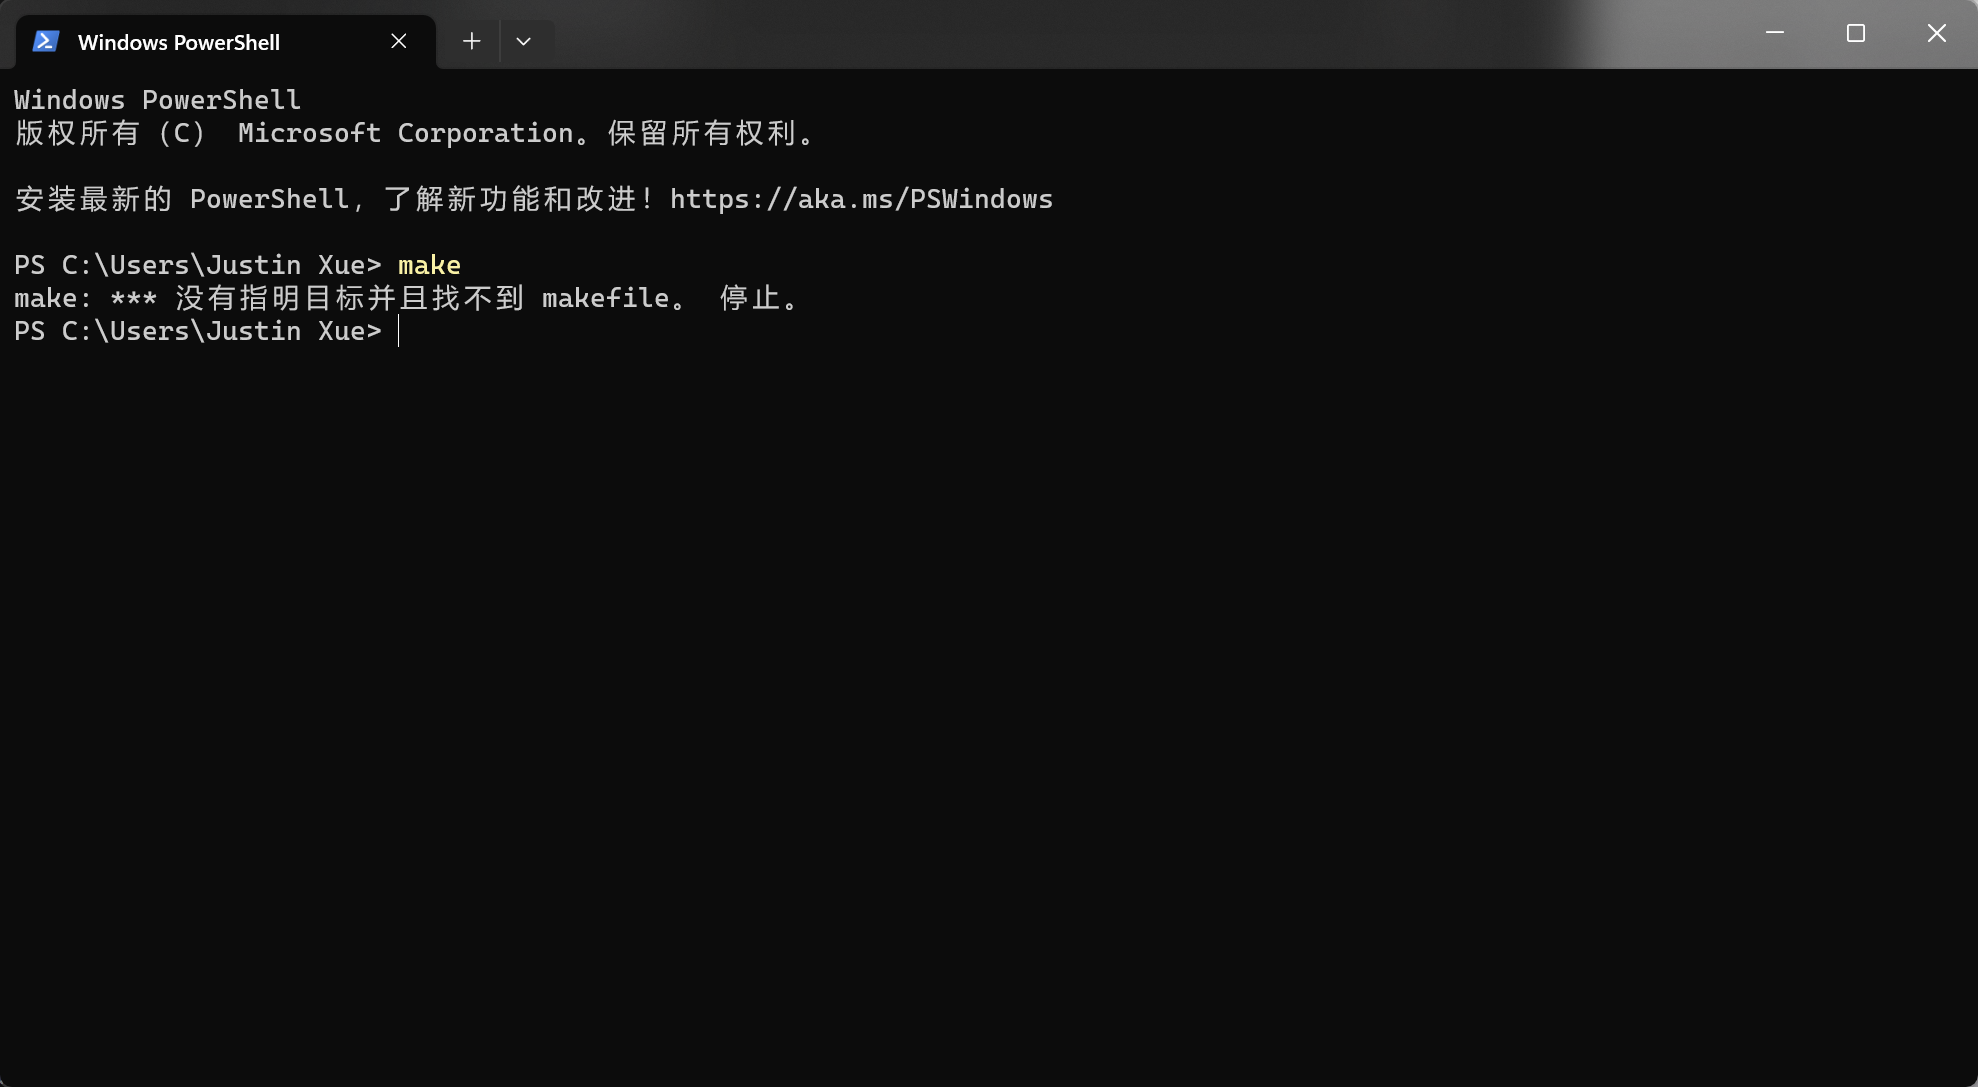 Windows PowerShell
Windows PowerShell
版权所有（C） Microsoft Corporation。保留所有权利。
安装最新的 PowerShell，了解新功能和改进！https://aka.ms/PSWindows
PS C:\Users\Justin Xue> make
make: *** 没有指明目标并且找不到 makefile。 停止。
PS C:\Users\Justin Xue>